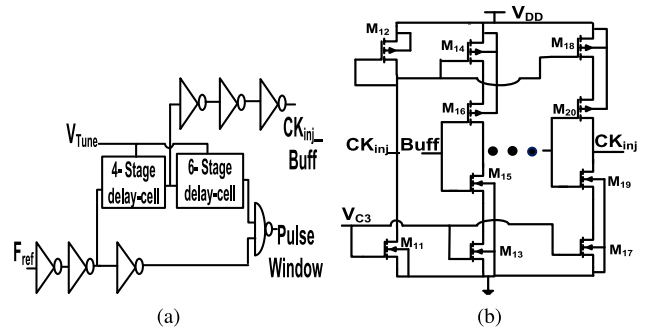 V_Tune
4- Stage
delay-cell
6- Stage
delay-cell
CK_inj_
Buff
F_ref
Pulse
Window
(a)
V_DD
M_12
M_14
M_18
M_16
M_20
CK_inj_ Buff
CK_inj
M_15
M_19
V_C3
M_11
M_13
M_17
(b)